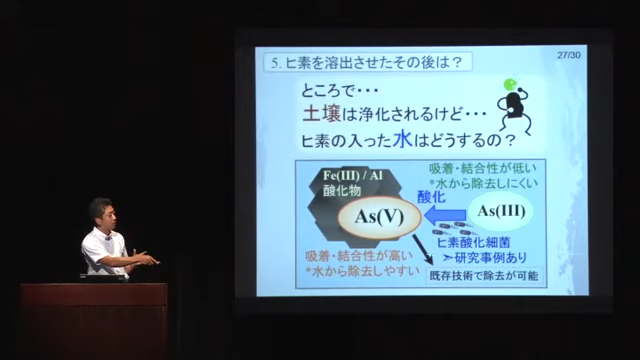 27/30
5. ヒ素を溶出させたその後は？
ところで･･･
土壌は浄化されるけど･･･
ヒ素の入った水はどうするの？
Fe(III) / Al
酸化物
吸着・結合性が低い
*水から除去しにくい
酸化
As(V)
As(III)
ヒ素酸化細菌
➣研究事例あり
吸着・結合性が高い
*水から除去しやすい
既存技術で除去が可能